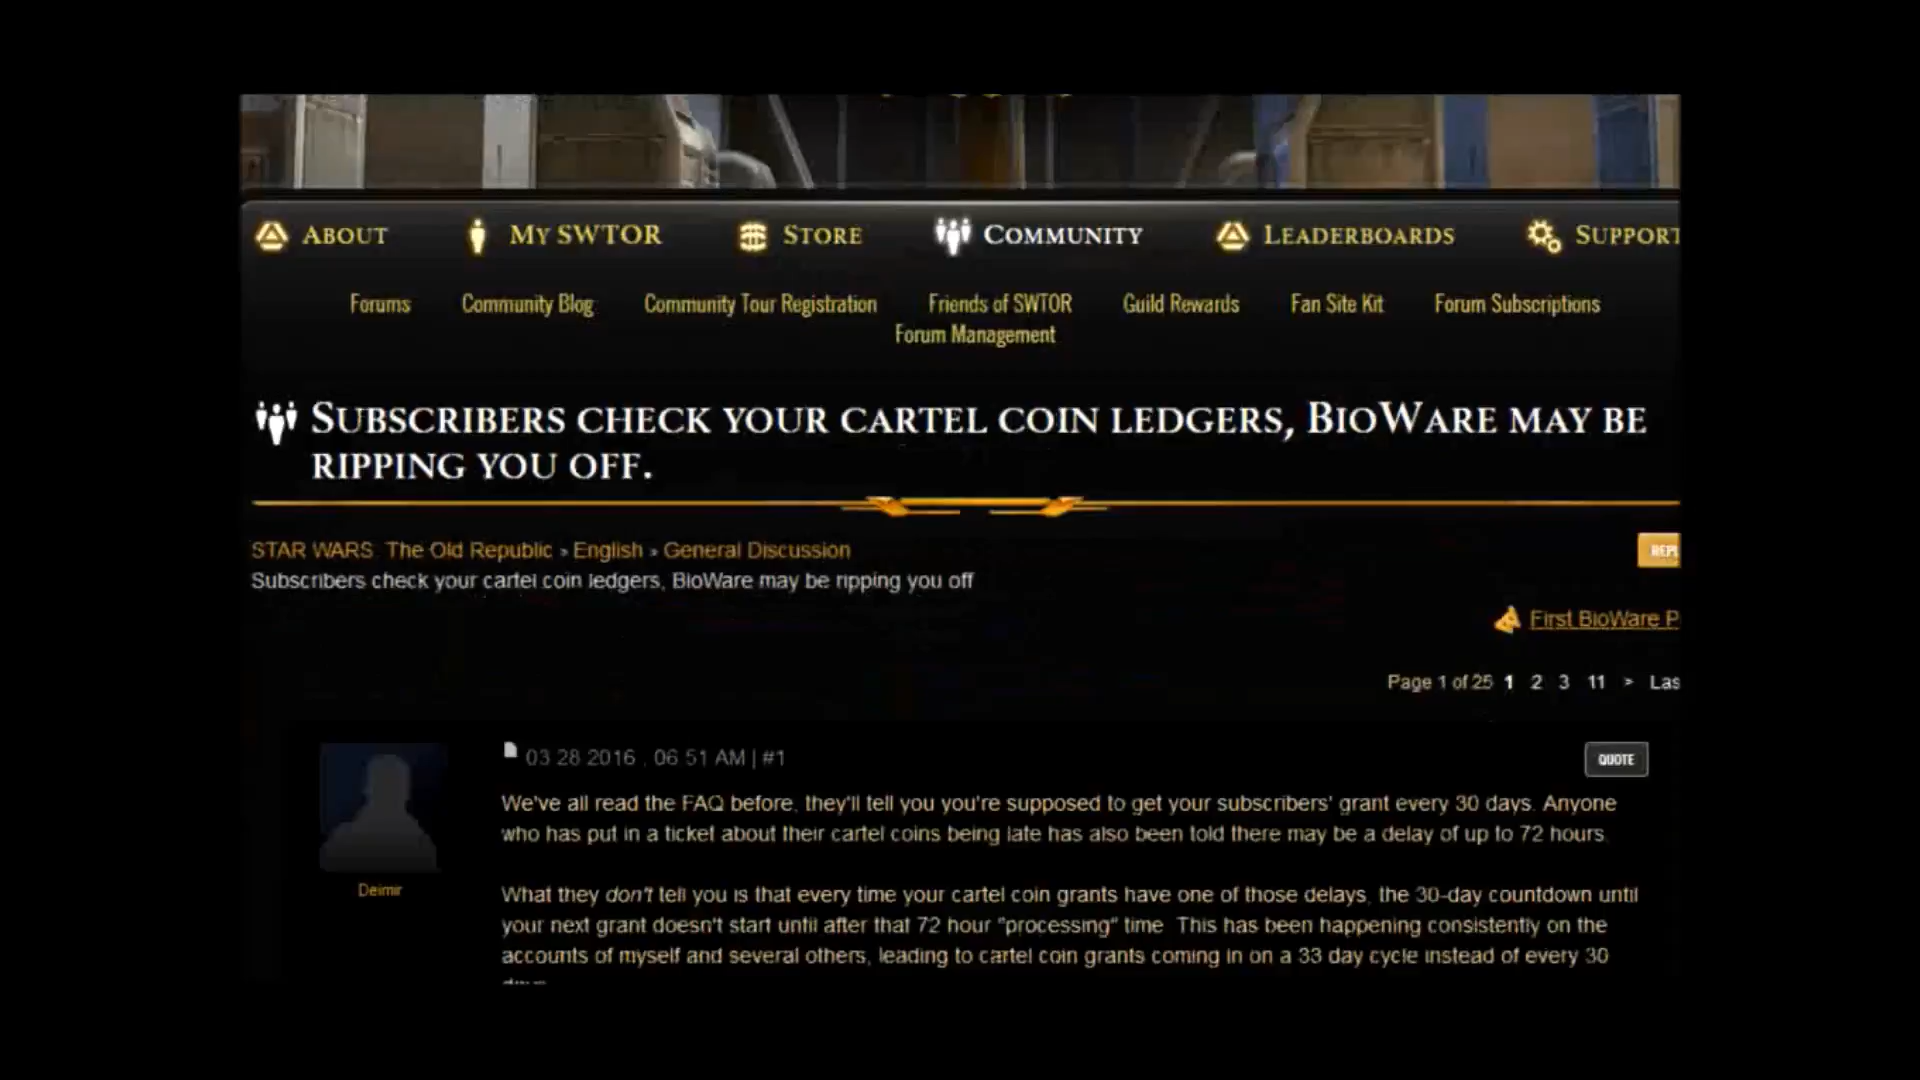 ABOUT MY SWTOR STORE COMMUNITY LEADERBOARDS SUPPORT
Forums Community Blog Community Tour Registration Friends of SWTOR Guild Rewards Fan Site Kit Forum Subscriptions
Forum Management
SUBSCRIBERS CHECK YOUR CARTEL COIN LEDGERS, BIOWARE MAY BE
RIPPING YOU OFF.
STAR WARS The Old Republic > English > General Discussion
Subscribers check your cartel coin ledgers, BioWare may be ripping you off
REPL
First BioWare P
Page 1 of 25 1 2 3 11 > Las
03 28 2016 , 06 51 AM | #1
QUOTE
We've all read the FAQ before, they'll tell you you're supposed to get your subscribers' grant every 30 days. Anyone
who has put in a ticket about their cartel coins being late has also been told there may be a delay of up to 72 hours.
Deimir
What they don't tell you is that every time your cartel coin grants have one of those delays, the 30-day countdown until
your next grant doesn't start until after that 72 hour "processing" time. This has been happening consistently on the
accounts of myself and several others, leading to cartel coin grants coming in on a 33 day cycle instead of every 30